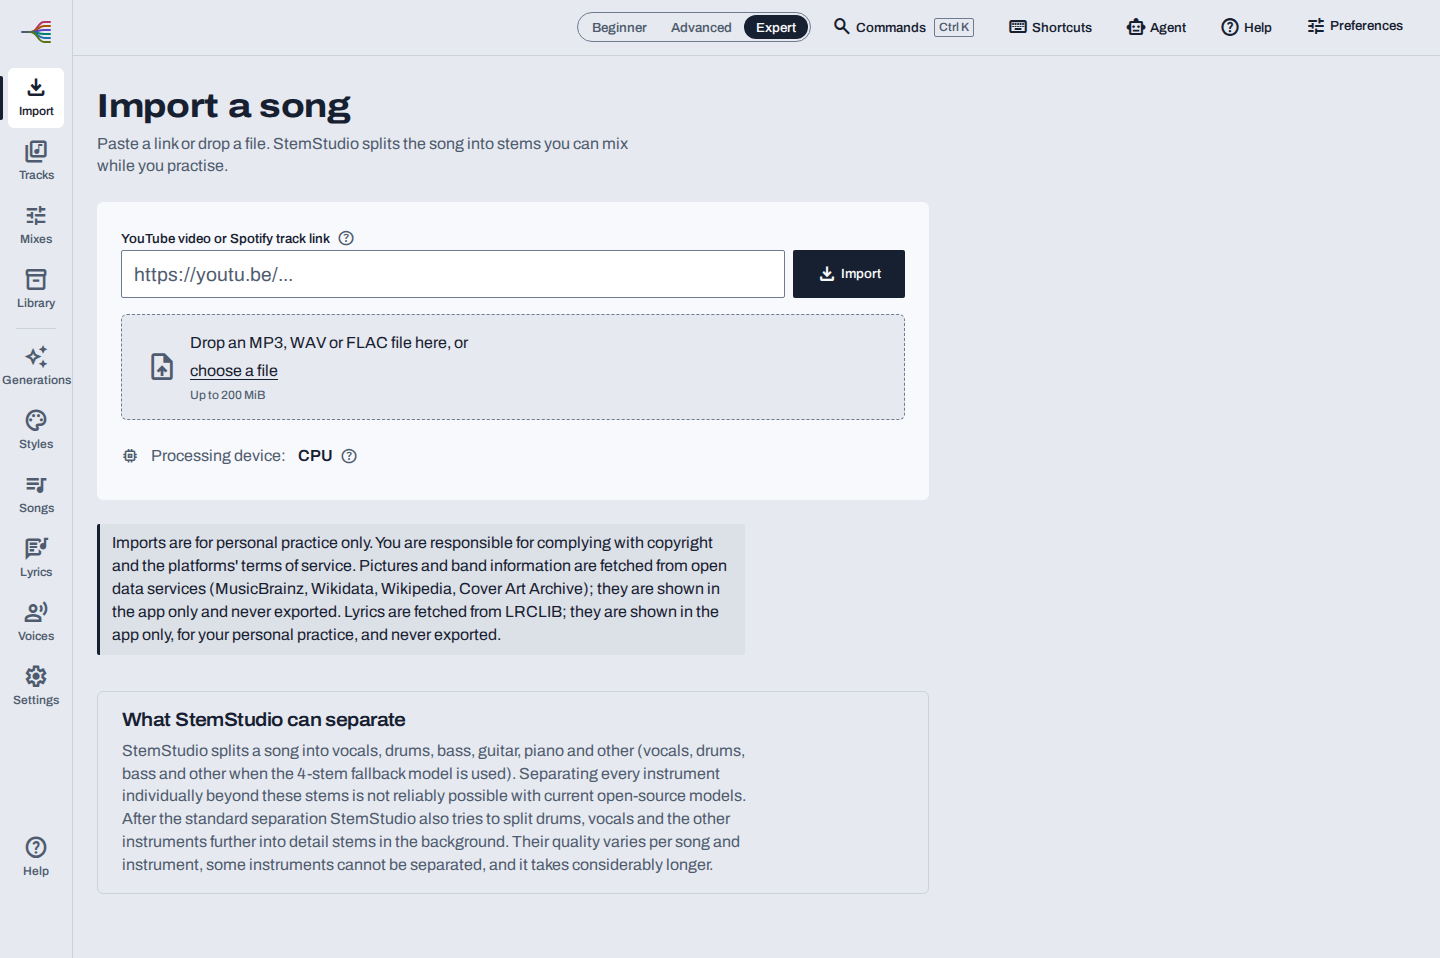 Beginner Advanced Expert Commands Ctrl K Shortcuts Agent Help Preferences
Import
Tracks
Mixes
Library
Generations
Styles
Songs
Lyrics
Voices
Settings
Help
Import a song
Paste a link or drop a file. StemStudio splits the song into stems you can mix
while you practise.
YouTube video or Spotify track link
https://youtu.be/...
Import
Drop an MP3, WAV or FLAC file here, or
choose a file
Up to 200 MiB
Processing device: CPU
Imports are for personal practice only. You are responsible for complying with copyright
and the platforms' terms of service. Pictures and band information are fetched from open
data services (MusicBrainz, Wikidata, Wikipedia, Cover Art Archive); they are shown in
the app only and never exported. Lyrics are fetched from LRCLIB; they are shown in the
app only, for your personal practice, and never exported.
What StemStudio can separate
StemStudio splits a song into vocals, drums, bass, guitar, piano and other (vocals, drums,
bass and other when the 4-stem fallback model is used). Separating every instrument
individually beyond these stems is not reliably possible with current open-source models.
After the standard separation StemStudio also tries to split drums, vocals and the other
instruments further into detail stems in the background. Their quality varies per song and
instrument, some instruments cannot be separated, and it takes considerably longer.